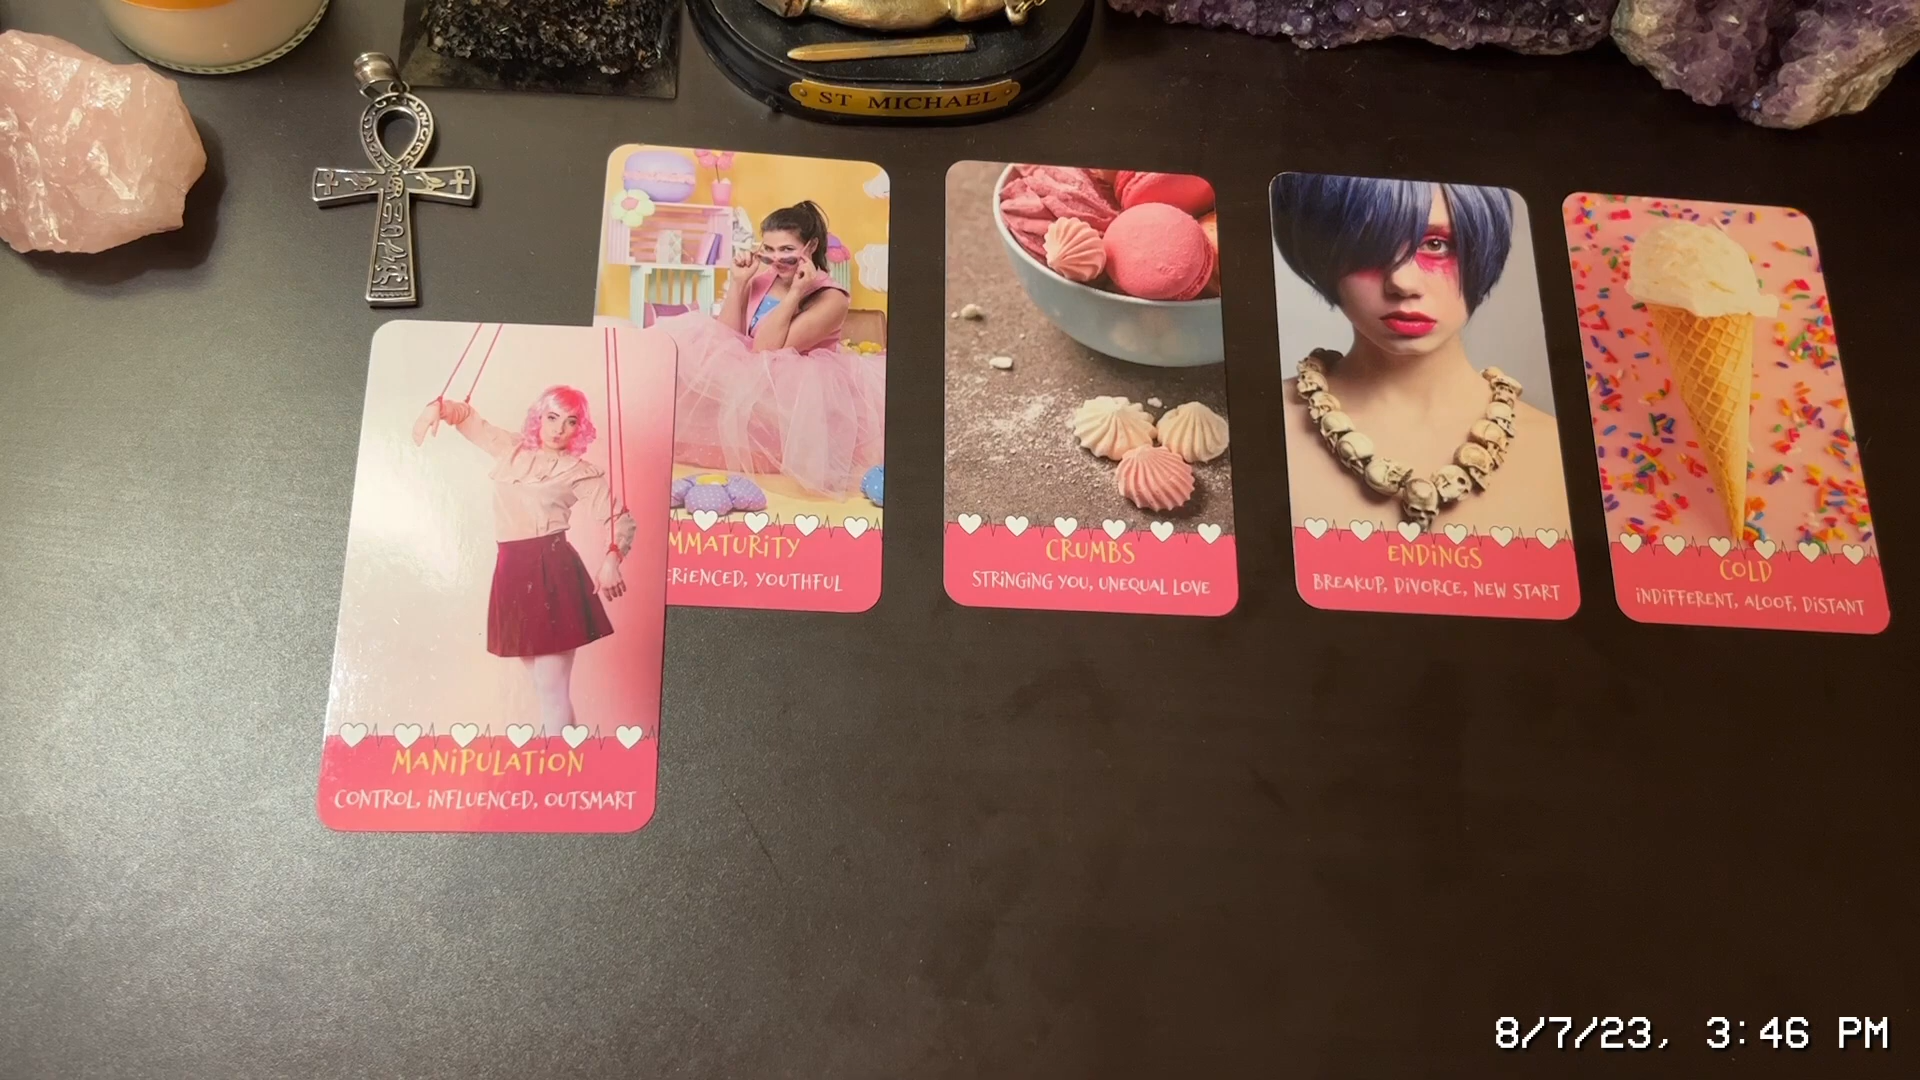 ST MICHAEL
MMATURITY
ERIENCED, YOUTHFUL
CRUMBS
STRINGING YOU, UNEQUAL LOVE
ENDINGS
BREAKUP, DIVORCE, NEW START
COLD
INDIFFERENT, ALOOF, DISTANT
MANIPULATION
CONTROL, INFLUENCED, OUTSMART
8/7/23, 3:46 PM